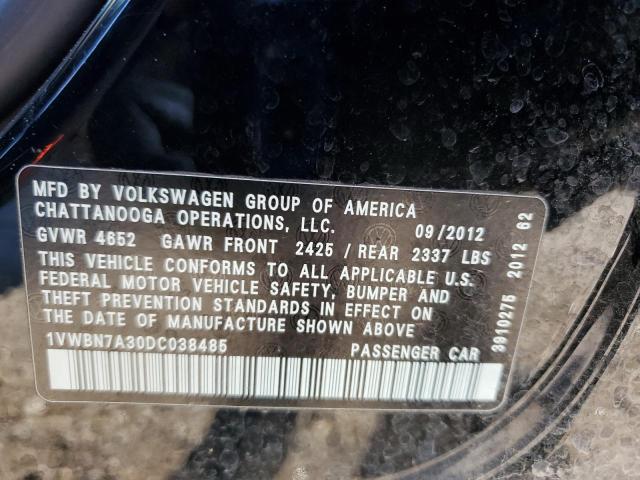 MFD BY VOLKSWAGEN GROUP OF AMERICA
CHATTANOOGA OPERATIONS, LLC. 09/2012
GVWR 4652 GAWR FRONT 2425 / REAR 2337 LBS
THIS VEHICLE CONFORMS TO ALL APPLICABLE U.S.
FEDERAL MOTOR VEHICLE SAFETY, BUMPER AND
THEFT PREVENTION STANDARDS IN EFFECT ON
THE DATE OF MANUFACTURE SHOWN ABOVE
1VWBN7A30DC038485 PASSENGER CAR
3910276 2012 62